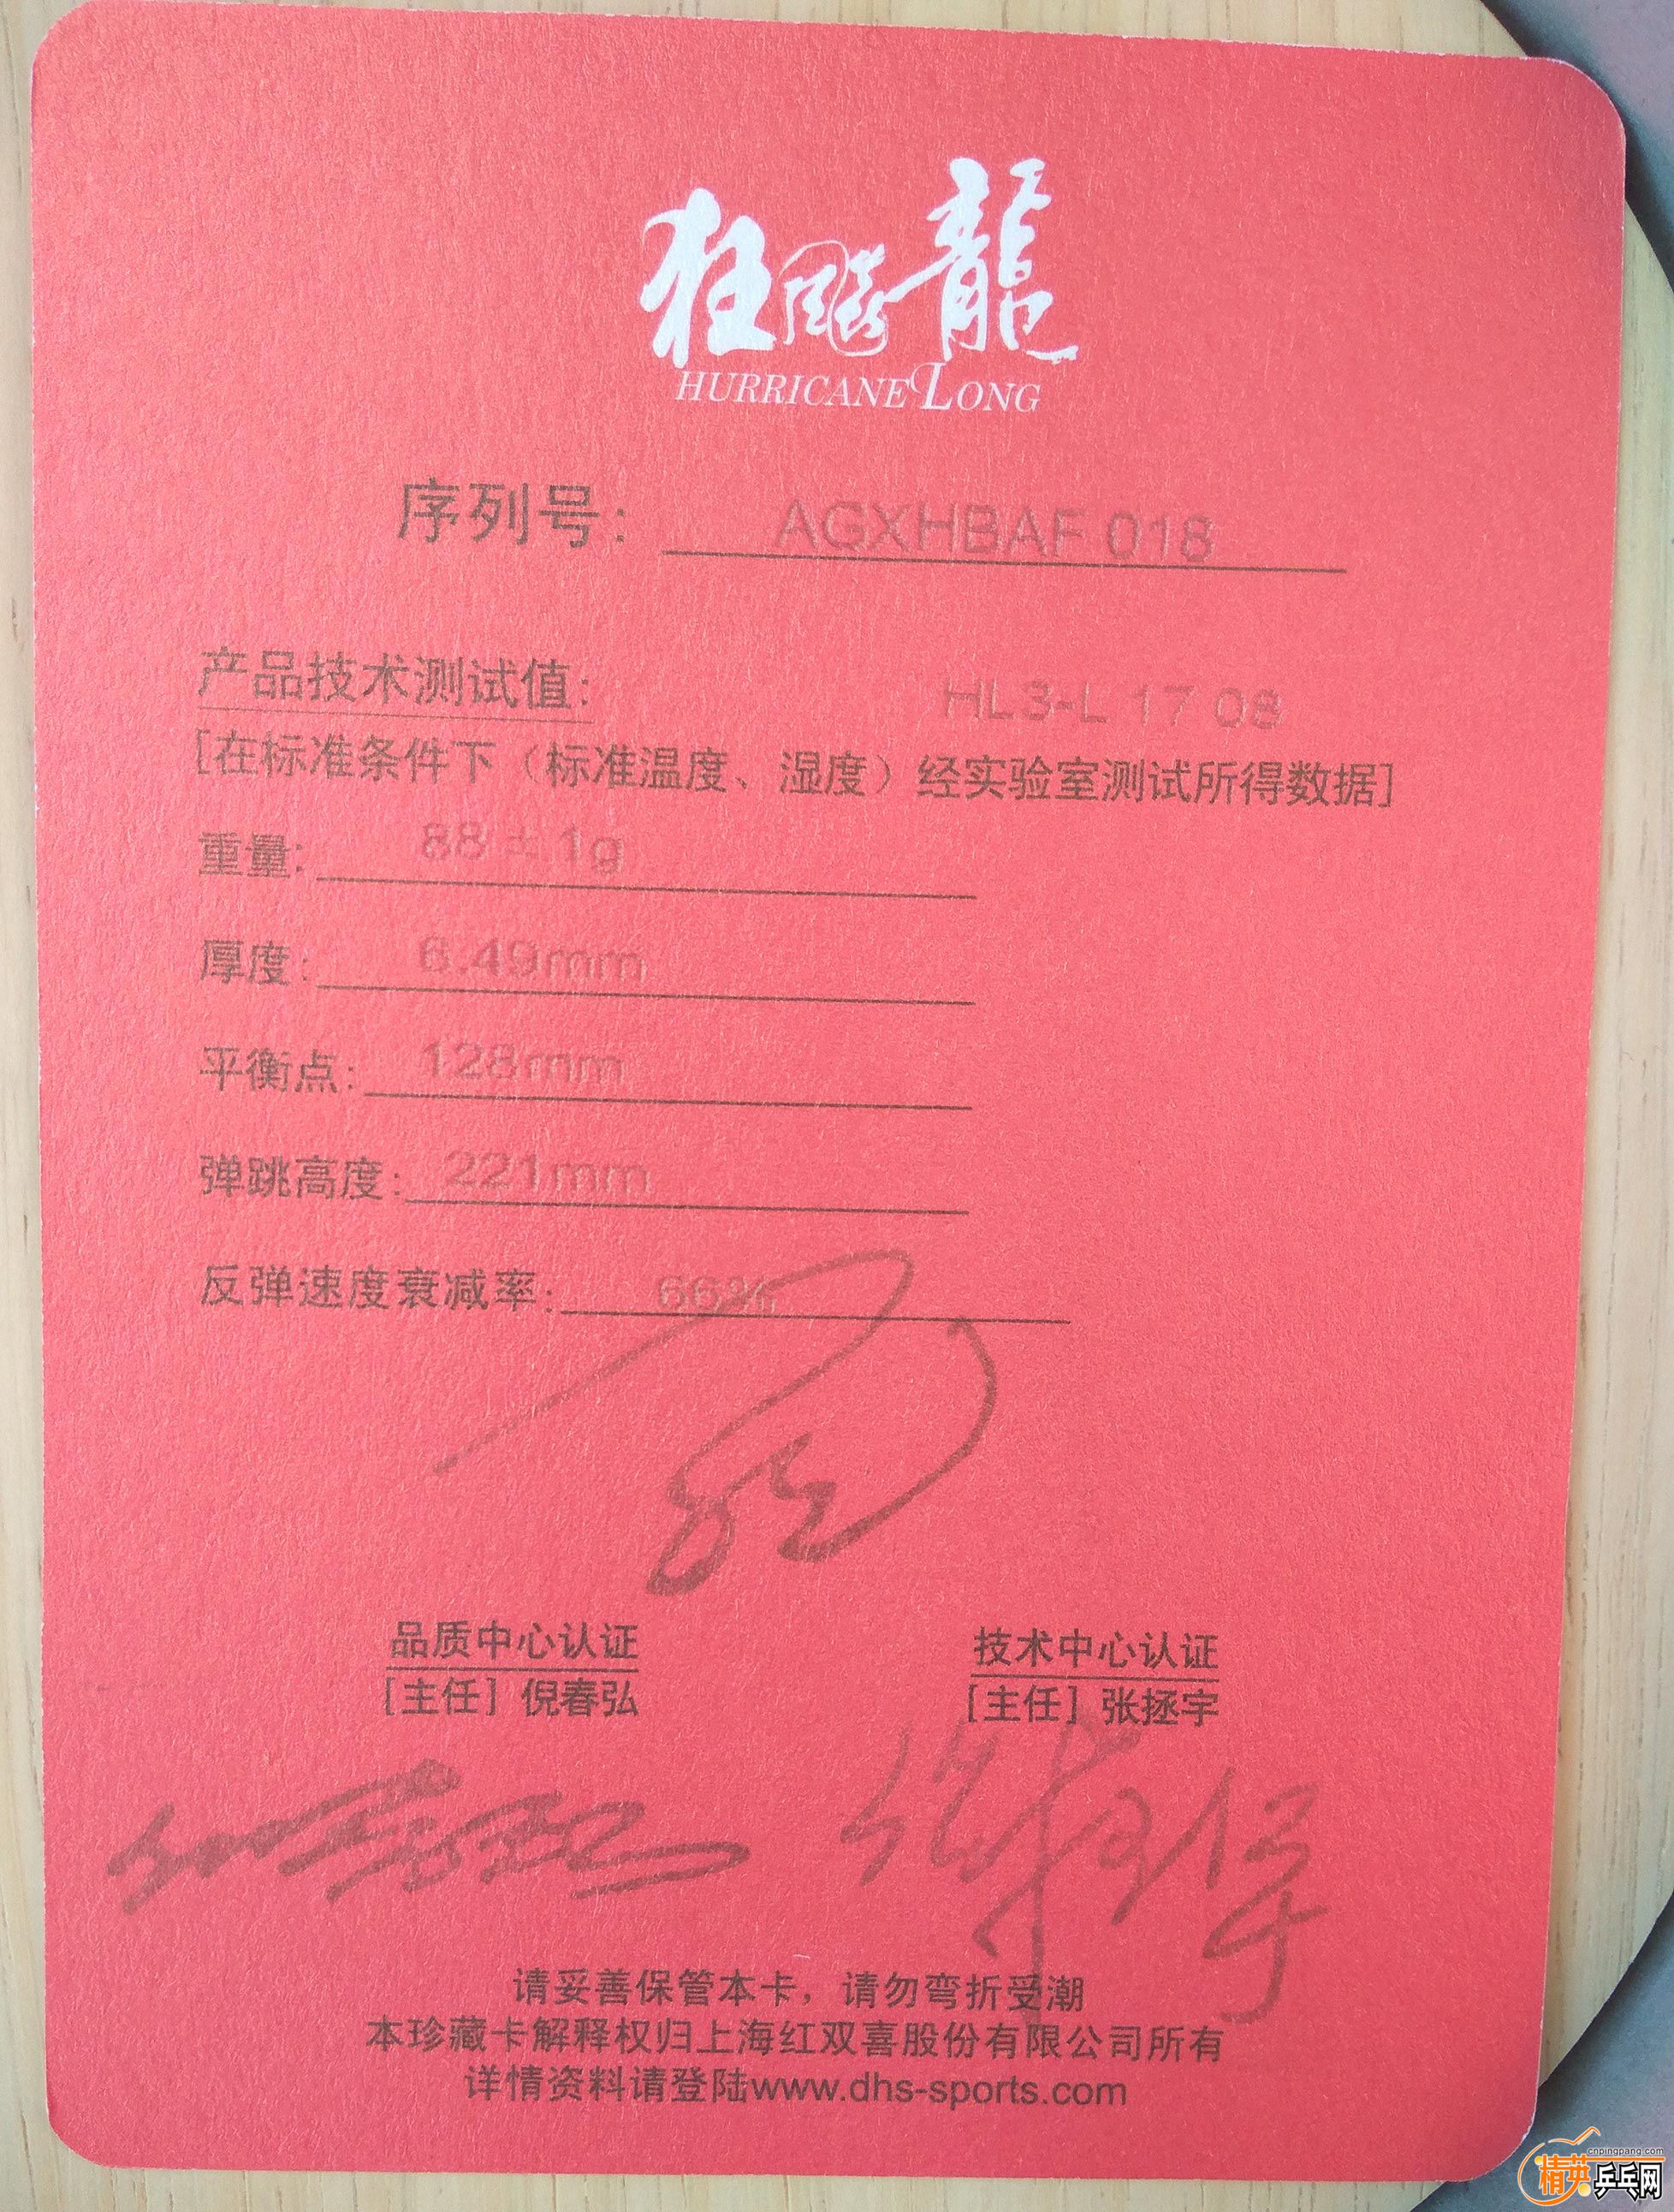 狂飚龍
HURRICANE LONG
序列号: AGXHBAF 018
产品技术测试值: HL3-L 17 08
[在标准条件下（标准温度、湿度）经实验室测试所得数据]
重量: 88 ± 1g
厚度: 6.49mm
平衡点: 128mm
弹跳高度: 221mm
反弹速度衰减率: 66%
品质中心认证 技术中心认证
[主任] 倪春弘 [主任] 张拯宇
请妥善保管本卡，请勿弯折受潮
本珍藏卡解释权归上海红双喜股份有限公司所有
详情资料请登陆www.dhs-sports.com
cnpingpang.com
精英乒乓网